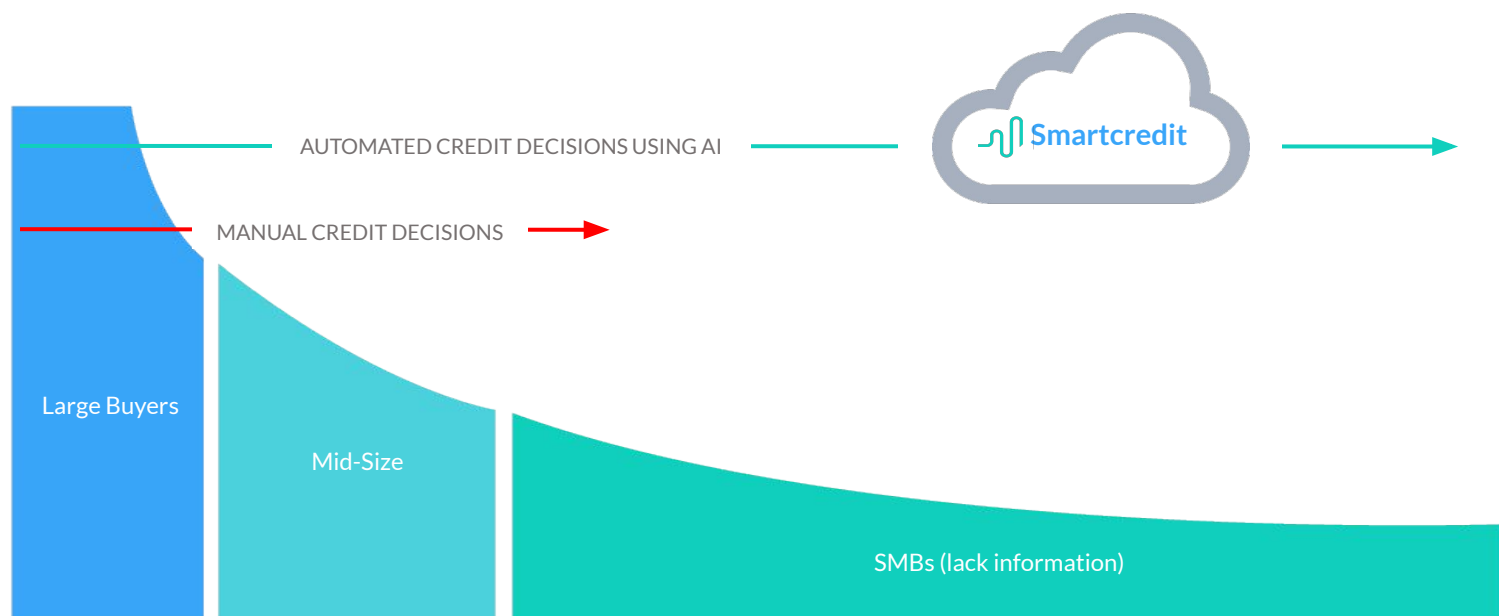 Smartcredit
AUTOMATED CREDIT DECISIONS USING AI
MANUAL CREDIT DECISIONS
Large Buyers
Mid-Size
SMBs (lack information)